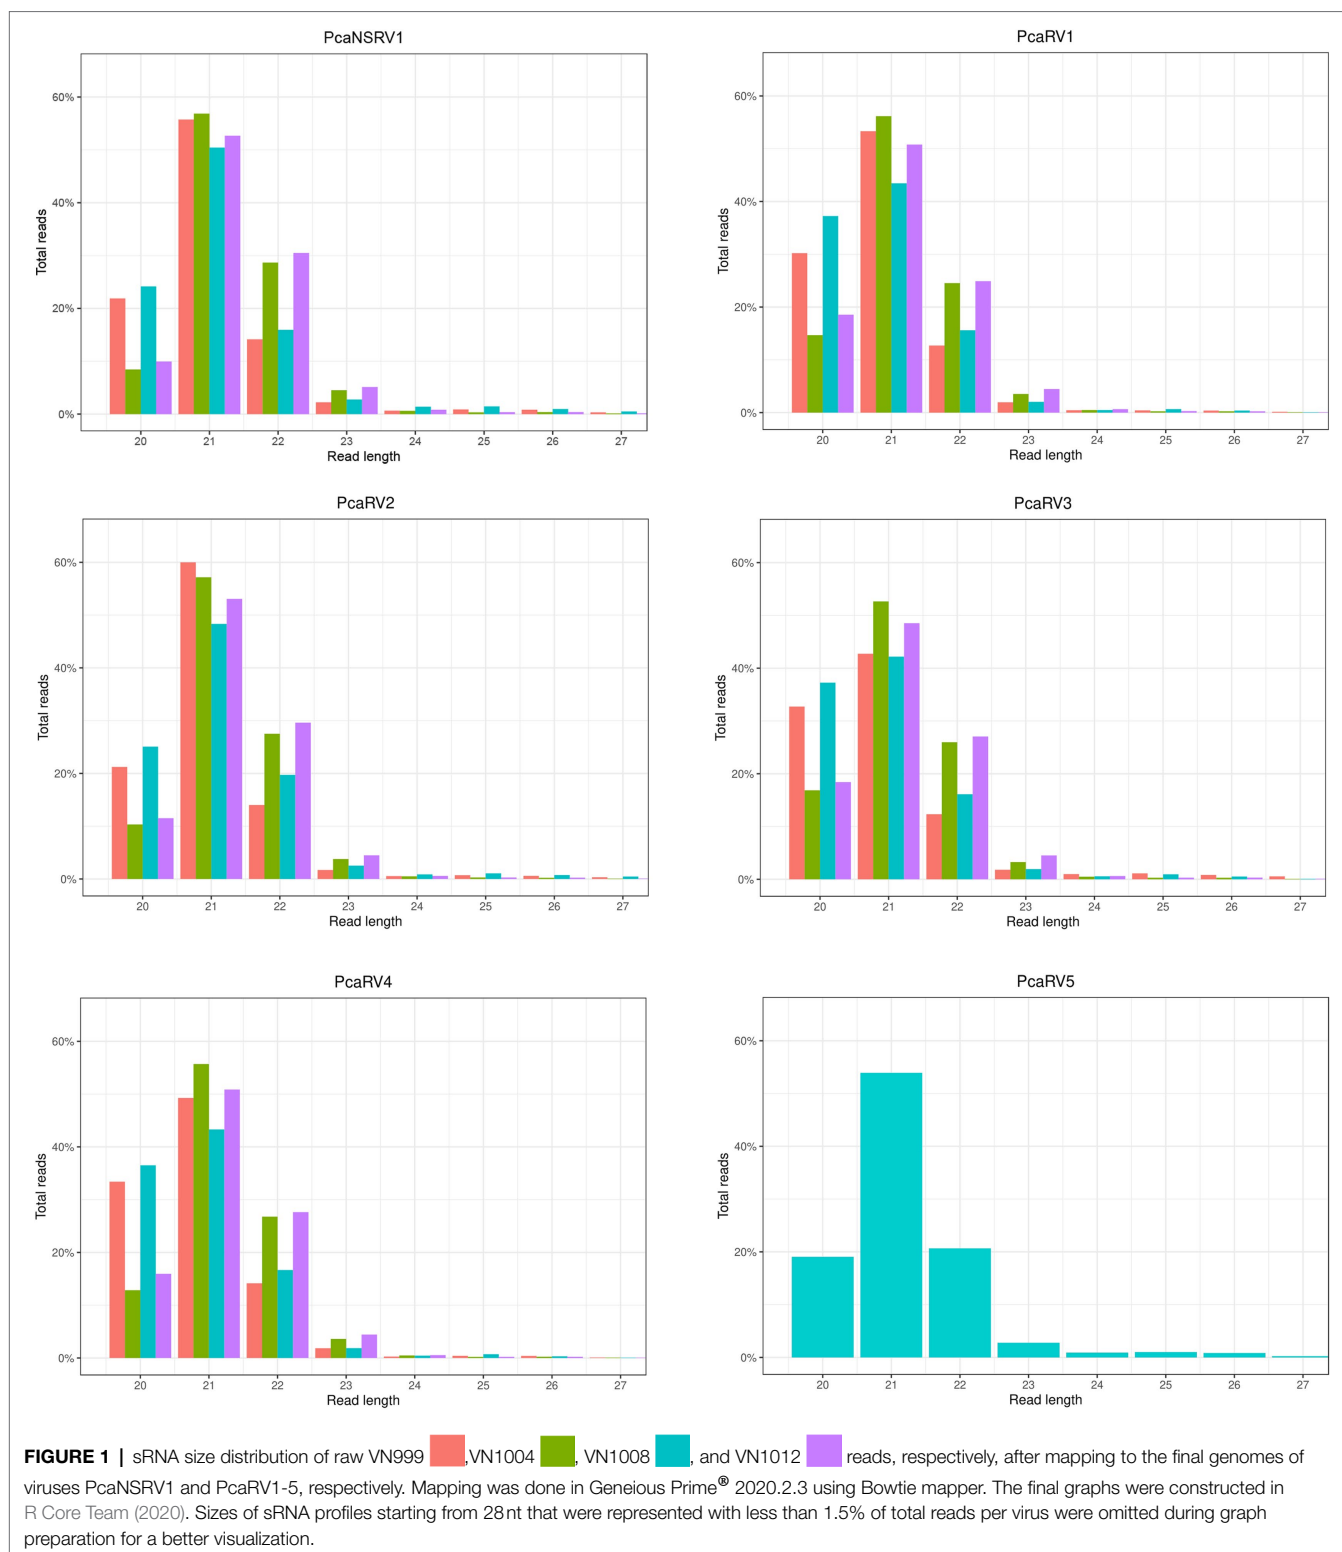 PcaNSRV1
60%
40%
20%
0%
Total reads
20 21 22 23 24 25 26 27
Read length
PcaRV1
60%
40%
20%
0%
Total reads
20 21 22 23 24 25 26 27
Read length
PcaRV2
60%
40%
20%
0%
Total reads
20 21 22 23 24 25 26 27
Read length
PcaRV3
60%
40%
20%
0%
Total reads
20 21 22 23 24 25 26 27
Read length
PcaRV4
60%
40%
20%
0%
Total reads
20 21 22 23 24 25 26 27
Read length
PcaRV5
60%
40%
20%
0%
Total reads
20 21 22 23 24 25 26 27
Read length
FIGURE 1 | sRNA size distribution of raw VN999 ,VN1004 , VN1008 , and VN1012 reads, respectively, after mapping to the final genomes of
viruses PcaNSRV1 and PcaRV1-5, respectively. Mapping was done in Geneious Prime® 2020.2.3 using Bowtie mapper. The final graphs were constructed in
R Core Team (2020). Sizes of sRNA profiles starting from 28 nt that were represented with less than 1.5% of total reads per virus were omitted during graph
preparation for a better visualization.